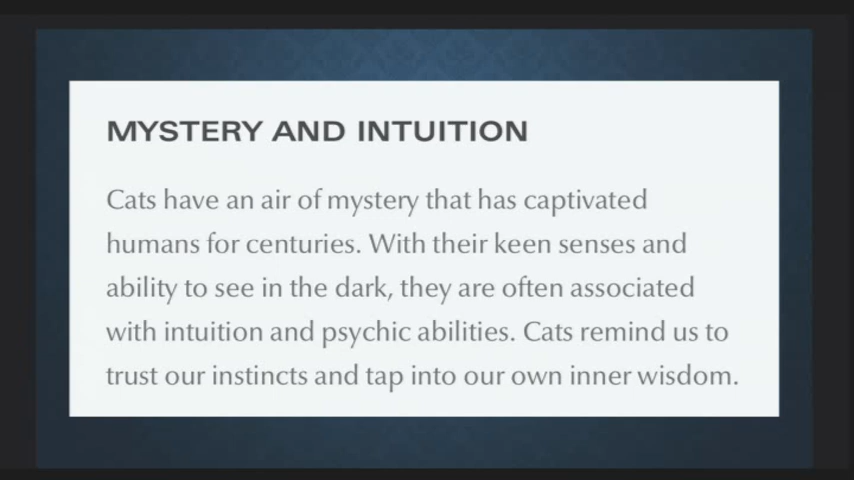 MYSTERY AND INTUITION
Cats have an air of mystery that has captivated
humans for centuries. With their keen senses and
ability to see in the dark, they are often associated
with intuition and psychic abilities. Cats remind us to
trust our instincts and tap into our own inner wisdom.